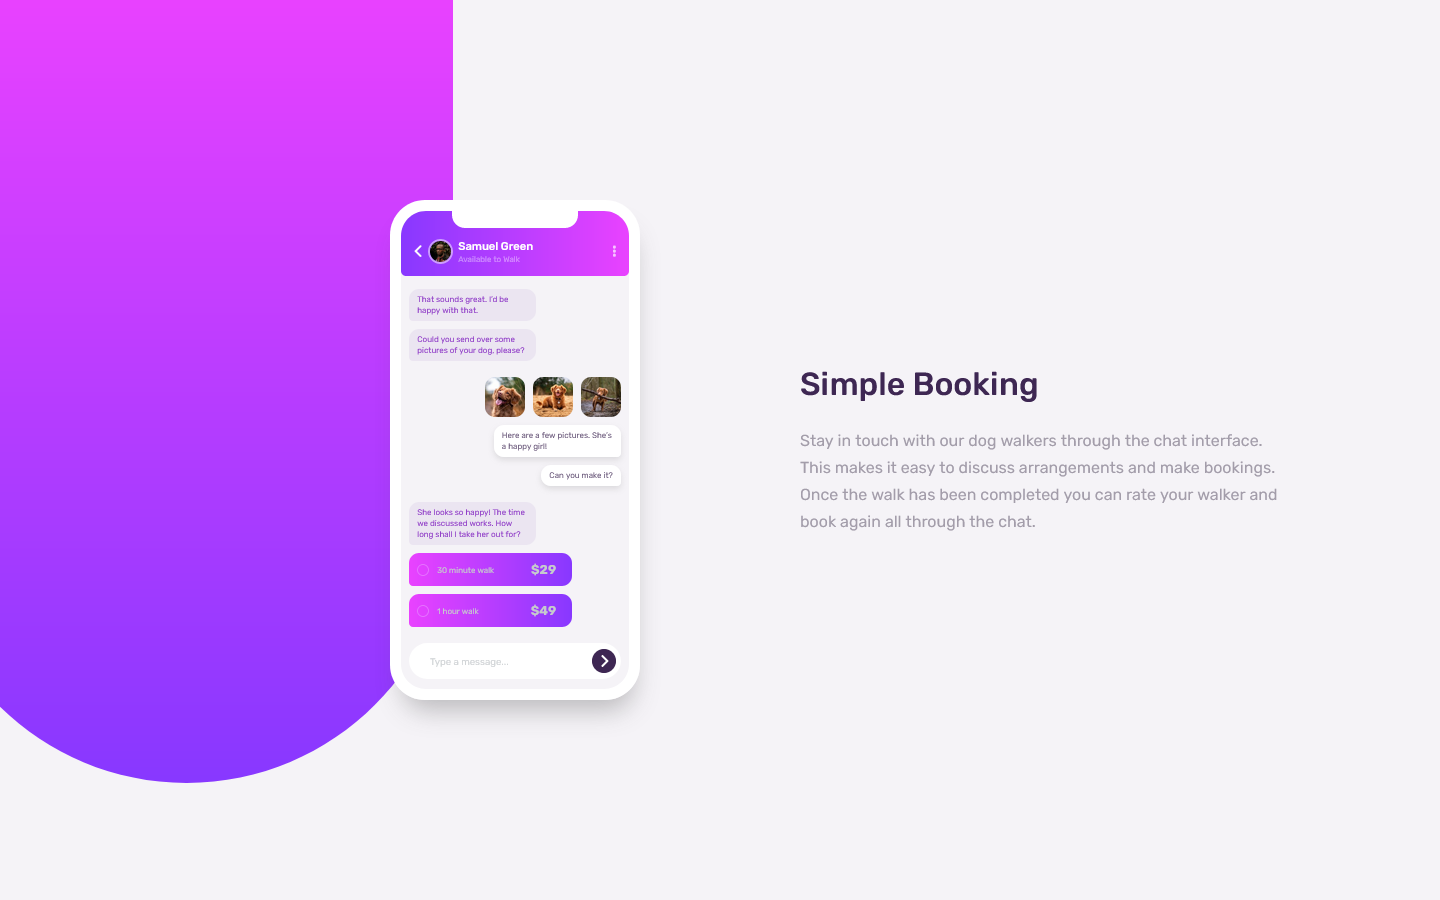 Samuel Green
Available to Walk
That sounds great. I'd be
happy with that.
Could you send over some
pictures of your dog, please?
Here are a few pictures. She's
a happy girl!
Can you make it?
She looks so happy! The time
we discussed works. How
long shall I take her out for?
30 minute walk $29
1 hour walk $49
Type a message...
Simple Booking
Stay in touch with our dog walkers through the chat interface.
This makes it easy to discuss arrangements and make bookings.
Once the walk has been completed you can rate your walker and
book again all through the chat.